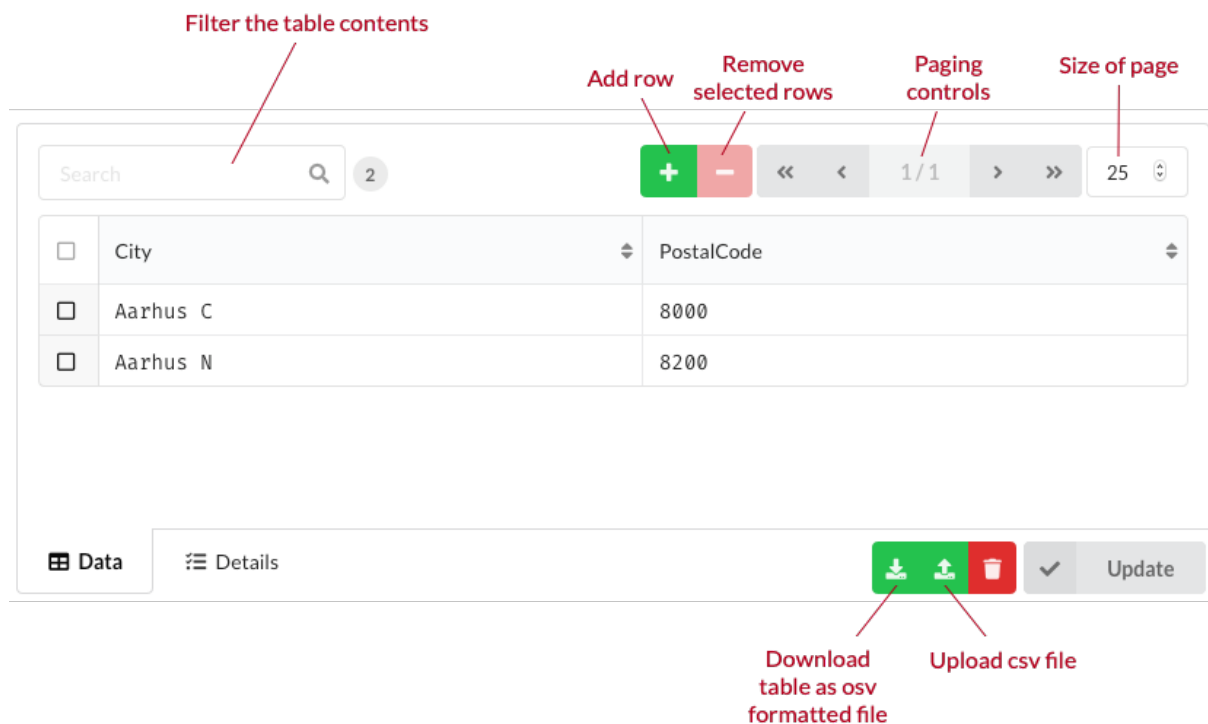 Filter the table contents
Add row
Remove
selected rows
Paging
controls
Size of page
Search
2
1 / 1
25
City
PostalCode
Aarhus C
8000
Aarhus N
8200
Data
Details
Update
Download
table as osv
formatted file
Upload csv file